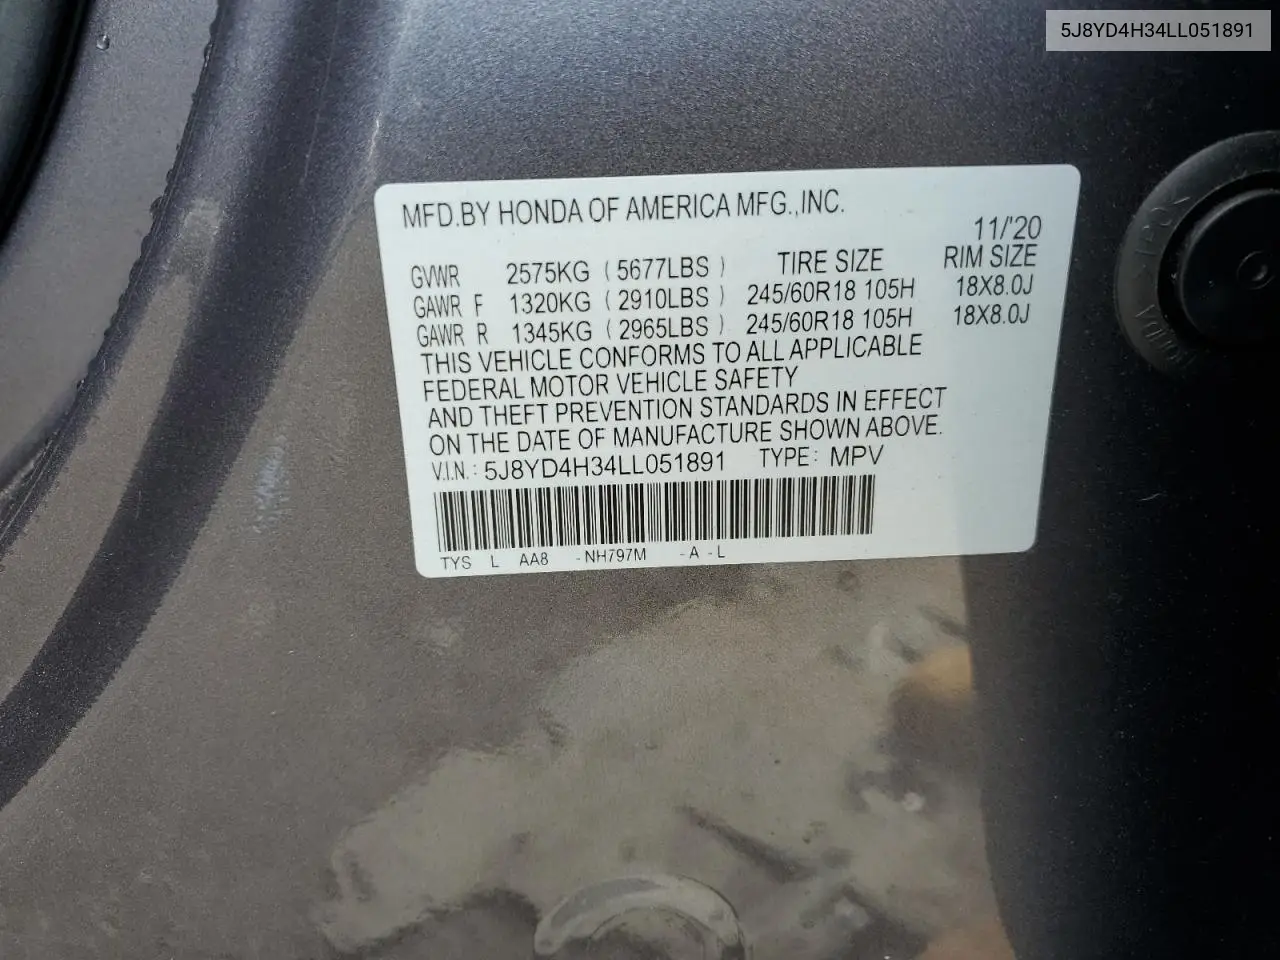 5J8YD4H34LL051891
MFD.BY HONDA OF AMERICA MFG.,INC.
11/'20
GVWR 2575KG ( 5677LBS ) TIRE SIZE RIM SIZE
GAWR F 1320KG ( 2910LBS ) 245/60R18 105H 18X8.0J
GAWR R 1345KG ( 2965LBS ) 245/60R18 105H 18X8.0J
THIS VEHICLE CONFORMS TO ALL APPLICABLE
FEDERAL MOTOR VEHICLE SAFETY
AND THEFT PREVENTION STANDARDS IN EFFECT
ON THE DATE OF MANUFACTURE SHOWN ABOVE.
V.I.N.: 5J8YD4H34LL051891 TYPE: MPV
TYS L AA8 -NH797M -A -L